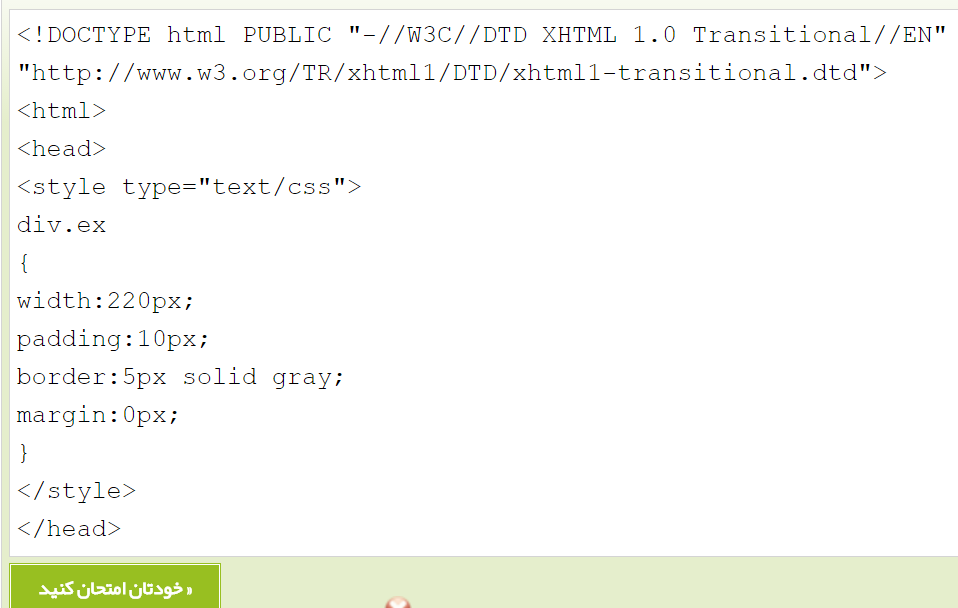 <!DOCTYPE html PUBLIC "-//W3C//DTD XHTML 1.0 Transitional//EN"
"http://www.w3.org/TR/xhtml1/DTD/xhtml1-transitional.dtd">
<html>
<head>
<style type="text/css">
div.ex
{
width:220px;
padding:10px;
border:5px solid gray;
margin:0px;
}
</style>
</head>
« خودتان امتحان کنید